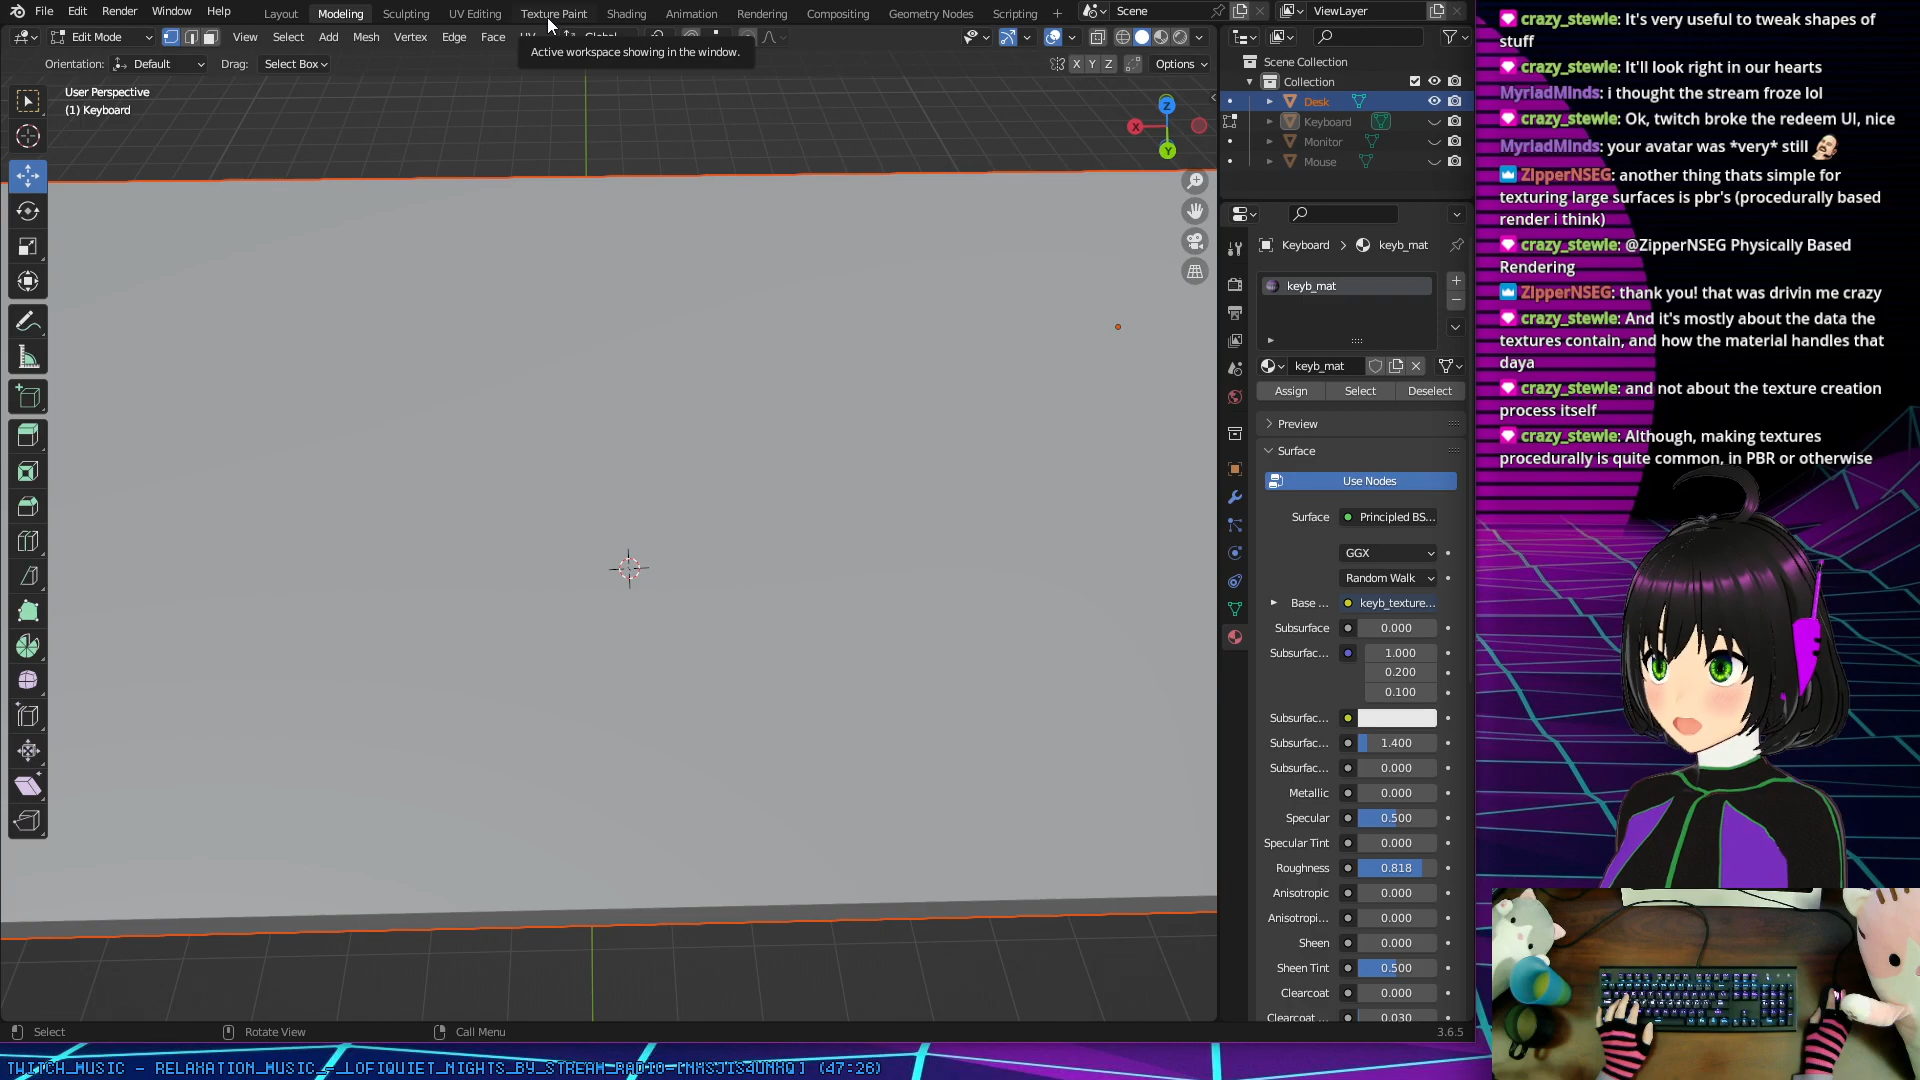 File Edit Render Window Help Layout Modeling Sculpting UV Editing Texture Paint Shading Animation Rendering Compositing Geometry Nodes Scripting + Scene ViewLayer
Edit Mode View Select Add Mesh Vertex Edge Face
Active workspace showing in the window.
Orientation: Default Drag: Select Box X Y Z Options
User Perspective
(1) Keyboard
Z
X
Y
Scene Collection
Collection
Desk
Keyboard
Monitor
Mouse
Keyboard > keyb_mat
keyb_mat
keyb_mat
Assign Select Deselect
Preview
Surface
Use Nodes
Surface Principled BS...
GGX
Random Walk
Base ... keyb_texture...
Subsurface 0.000
Subsurfac... 1.000
0.200
0.100
Subsurfac...
Subsurfac... 1.400
Subsurfac... 0.000
Metallic 0.000
Specular 0.500
Specular Tint 0.000
Roughness 0.818
Anisotropic 0.000
Anisotropi... 0.000
Sheen 0.000
Sheen Tint 0.500
Clearcoat 0.000
Clearcoat ... 0.030
Select Rotate View Call Menu 3.6.5
crazy_stewie: It's very useful to tweak shapes of
stuff
crazy_stewie: It'll look right in our hearts
MyriadMinds: i thought the stream froze lol
crazy_stewie: Ok, twitch broke the redeem UI, nice
MyriadMinds: your avatar was *very* still
ZipperNSEG: another thing thats simple for
texturing large surfaces is pbr's (procedurally based
render i think)
crazy_stewie: @ZipperNSEG Physically Based
Rendering
ZipperNSEG: thank you! that was drivin me crazy
crazy_stewie: And it's mostly about the data the
textures contain, and how the material handles that
daya
crazy_stewie: and not about the texture creation
process itself
crazy_stewie: Although, making textures
procedurally is quite common, in PBR or otherwise